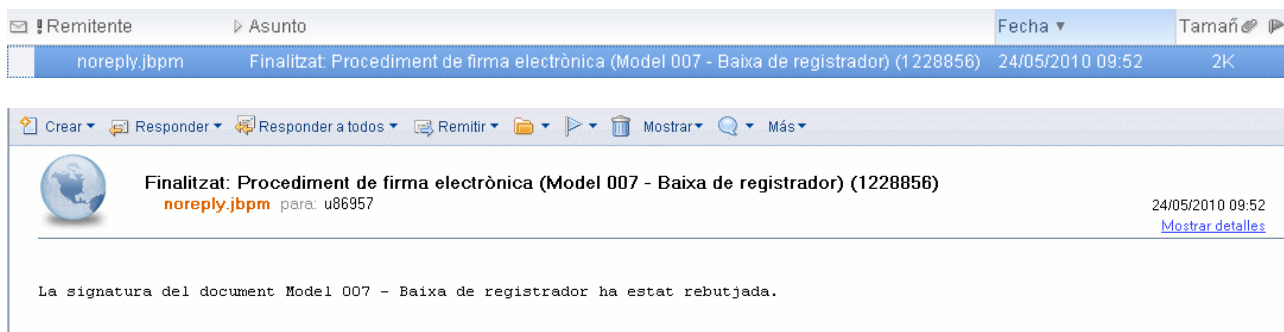 ! Remitente Asunto Fecha Tamañ
noreply.jbpm Finalitzat: Procediment de firma electrònica (Model 007 - Baixa de registrador) (1228856) 24/05/2010 09:52 2K
Crear Responder Responder a todos Remitir Mostrar Más
Finalitzat: Procediment de firma electrònica (Model 007 - Baixa de registrador) (1228856)
noreply.jbpm para: u86957
24/05/2010 09:52
Mostrar detalles
La signatura del document Model 007 - Baixa de registrador ha estat rebutjada.